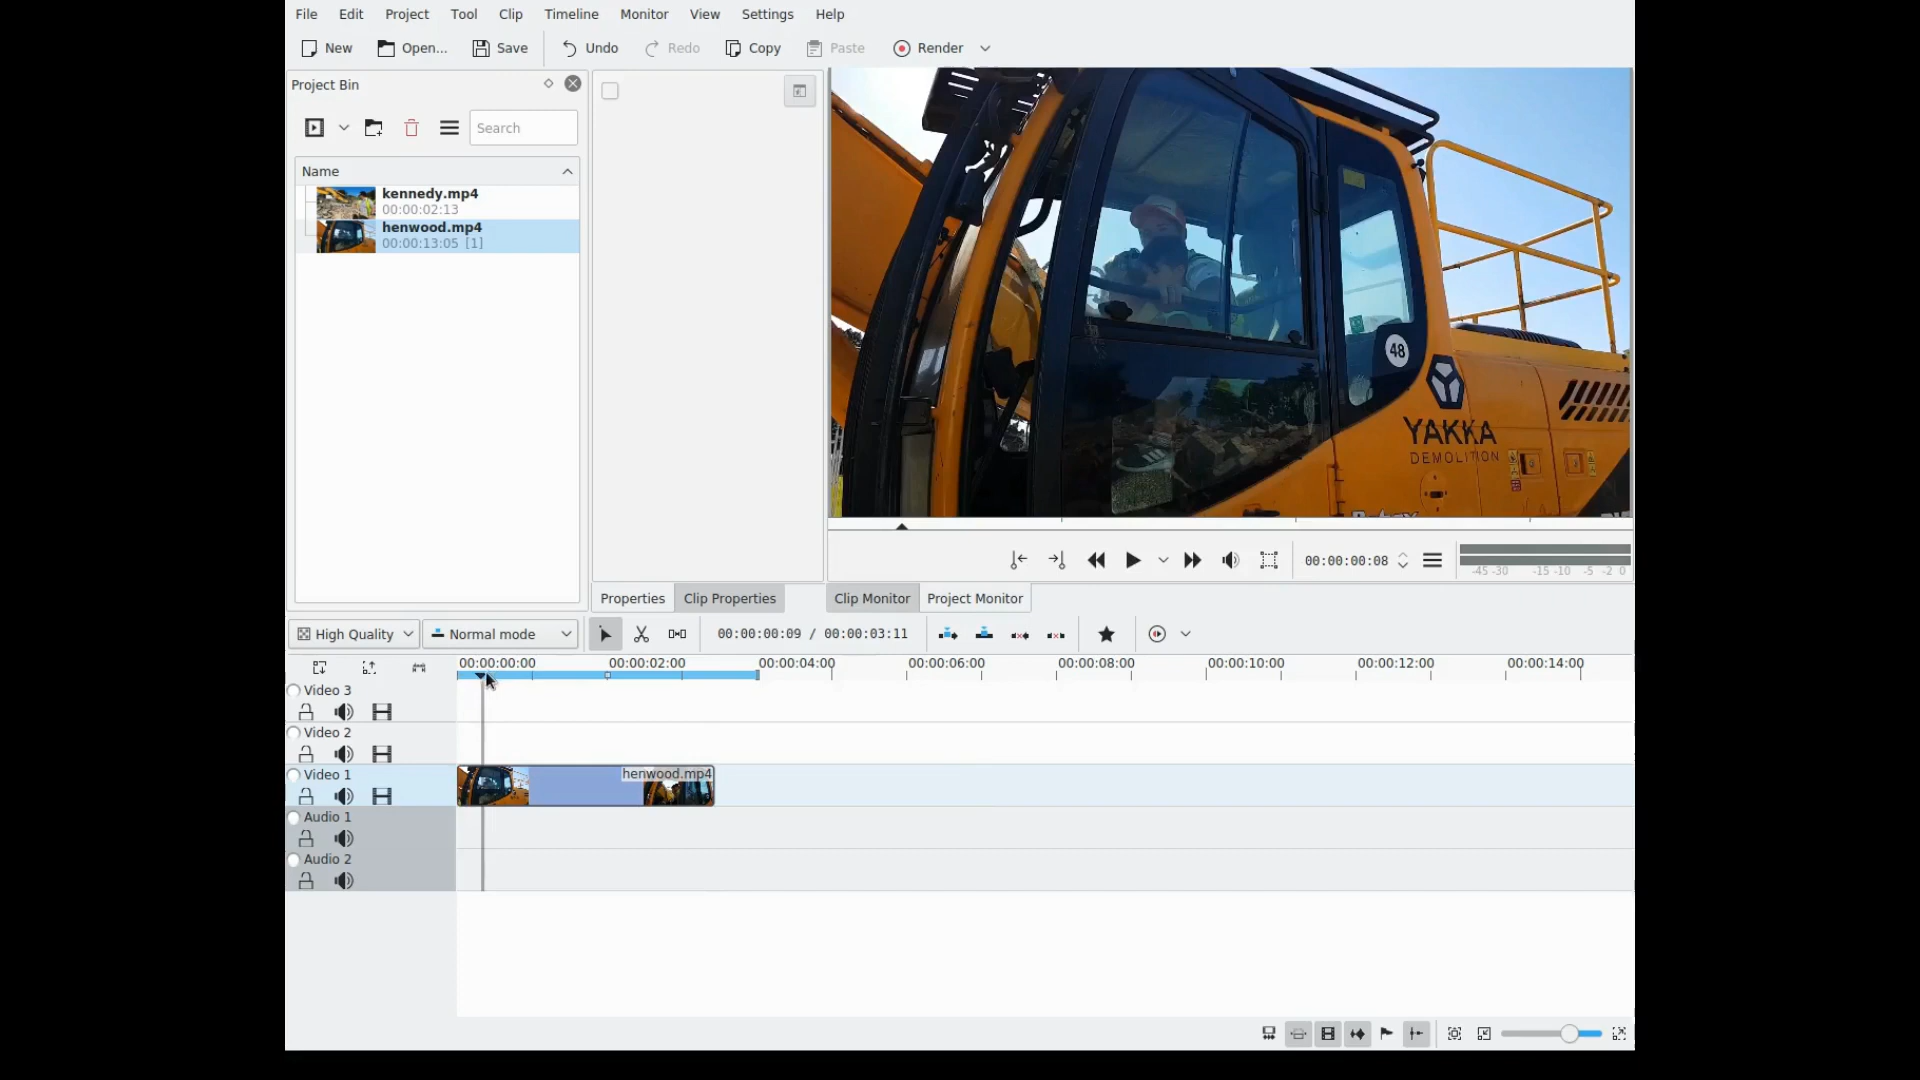 File Edit Project Tool Clip Timeline Monitor View Settings Help
New Open... Save Undo Redo Copy Paste Render
Project Bin
Search
Name
kennedy.mp4
00:00:02:13
henwood.mp4
00:00:13:05 [1]
48
YAKKA
DEMOLITION
00:00:00:08
-45 -30 -15 -10 -5 -2 0
Properties Clip Properties Clip Monitor Project Monitor
High Quality Normal mode 00:00:00:09 / 00:00:03:11
00:00:00:00 00:00:02:00 00:00:04:00 00:00:06:00 00:00:08:00 00:00:10:00 00:00:12:00 00:00:14:00
Video 3
Video 2
Video 1
henwood.mp4
Audio 1
Audio 2